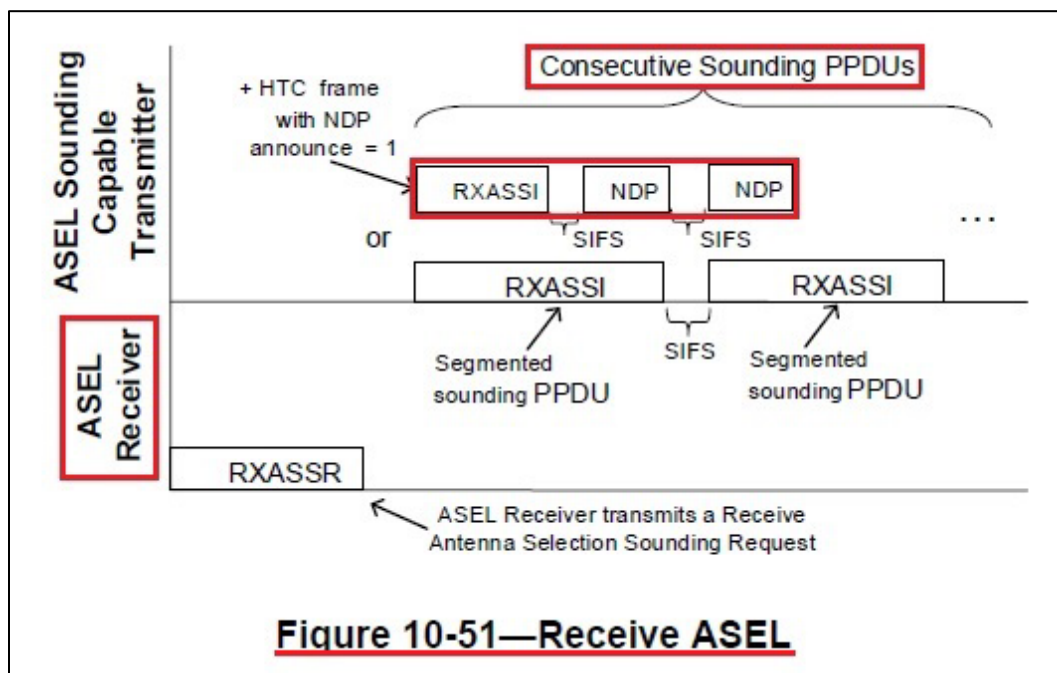 ASEL Sounding
Capable
Transmitter
Consecutive Sounding PPDUs
+ HTC frame
with NDP
announce = 1
RXASSI
NDP
NDP
SIFS
SIFS
...
or
RXASSI
RXASSI
SIFS
Segmented
sounding PPDU
Segmented
sounding PPDU
ASEL
Receiver
RXASSR
ASEL Receiver transmits a Receive
Antenna Selection Sounding Request
Figure 10-51—Receive ASEL